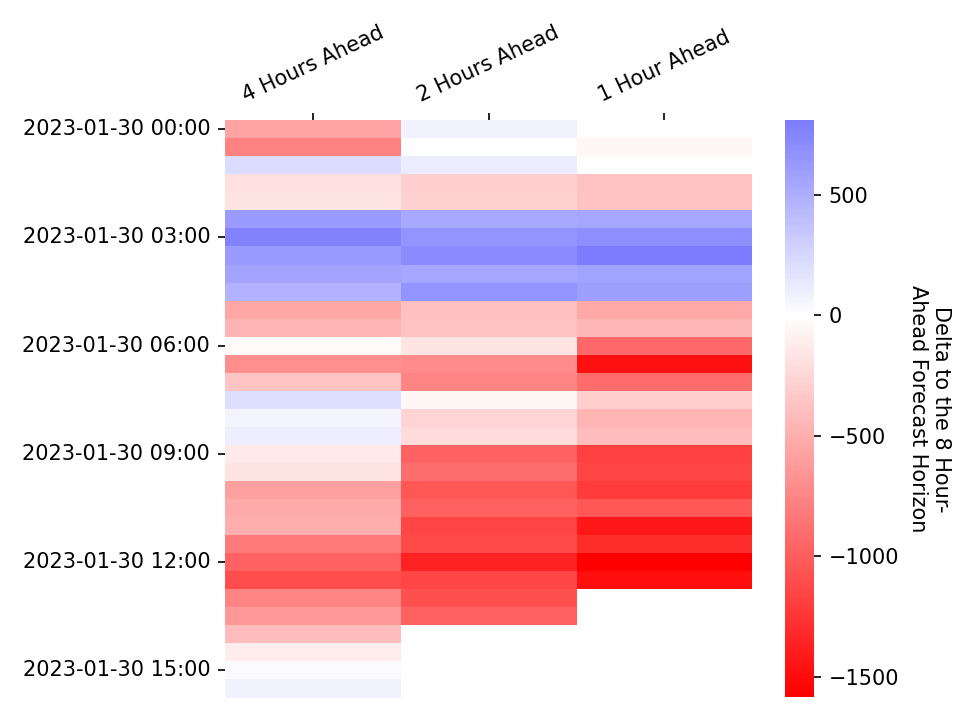 4 Hours Ahead
2 Hours Ahead
1 Hour Ahead
2023-01-30 00:00
2023-01-30 03:00
2023-01-30 06:00
2023-01-30 09:00
2023-01-30 12:00
2023-01-30 15:00
500
0
−500
−1000
−1500
Delta to the 8 Hour-
Ahead Forecast Horizon